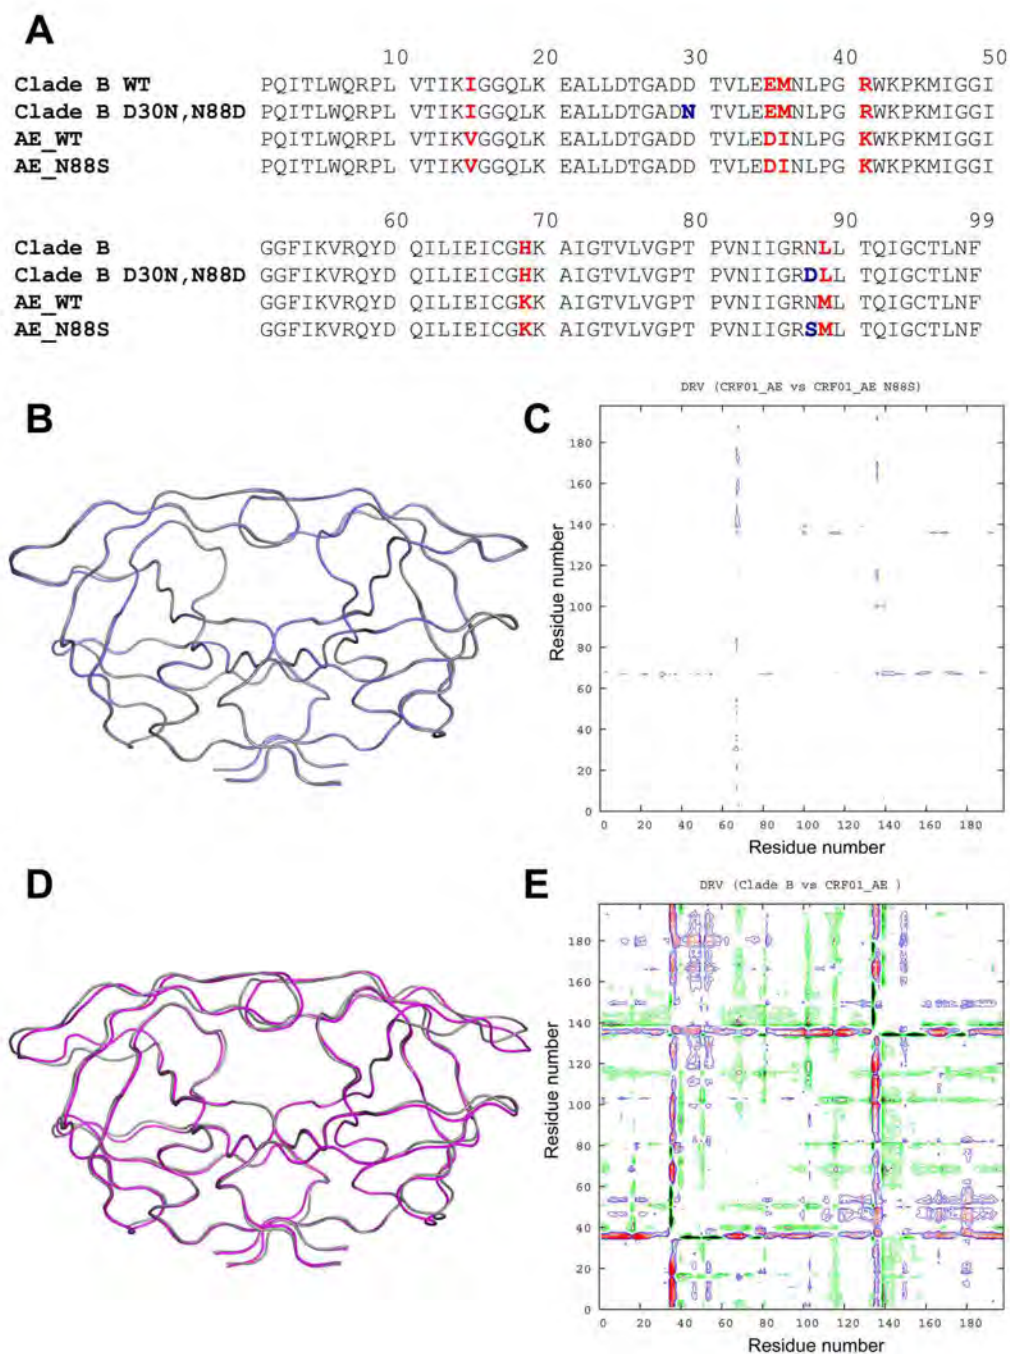 A
10 20 30 40 50
Clade B WT PQITLWQRPL VTIKIGGQLK EALLDTGADD TVLEEMNLPG RWKPKMIGGI
Clade B D30N,N88D PQITLWQRPL VTIKIGGQLK EALLDTGADN TVLEEMNLPG RWKPKMIGGI
AE_WT PQITLWQRPL VTIKVGGQLK EALLDTGADD TVLEDINLPG KWKPKMIGGI
AE_N88S PQITLWQRPL VTIKVGGQLK EALLDTGADD TVLEDINLPG KWKPKMIGGI
60 70 80 90 99
Clade B GGFIKVRQYD QILIEICGHK AIGTVLVGPT PVNIIGRNLL TQIGCTLNF
Clade B D30N,N88D GGFIKVRQYD QILIEICGHK AIGTVLVGPT PVNIIGRDLL TQIGCTLNF
AE_WT GGFIKVRQYD QILIEICGKK AIGTVLVGPT PVNIIGRNML TQIGCTLNF
AE_N88S GGFIKVRQYD QILIEICGKK AIGTVLVGPT PVNIIGRSML TQIGCTLNF
B
C
DRV (CRF01_AE vs CRF01_AE N88S)
180
160
140
120
100
80
60
40
20
0
Residue number
0 20 40 60 80 100 120 140 160 180
Residue number
D
E
DRV (Clade B vs CRF01_AE )
180
160
140
120
100
80
60
40
20
0
Residue number
0 20 40 60 80 100 120 140 160 180
Residue number